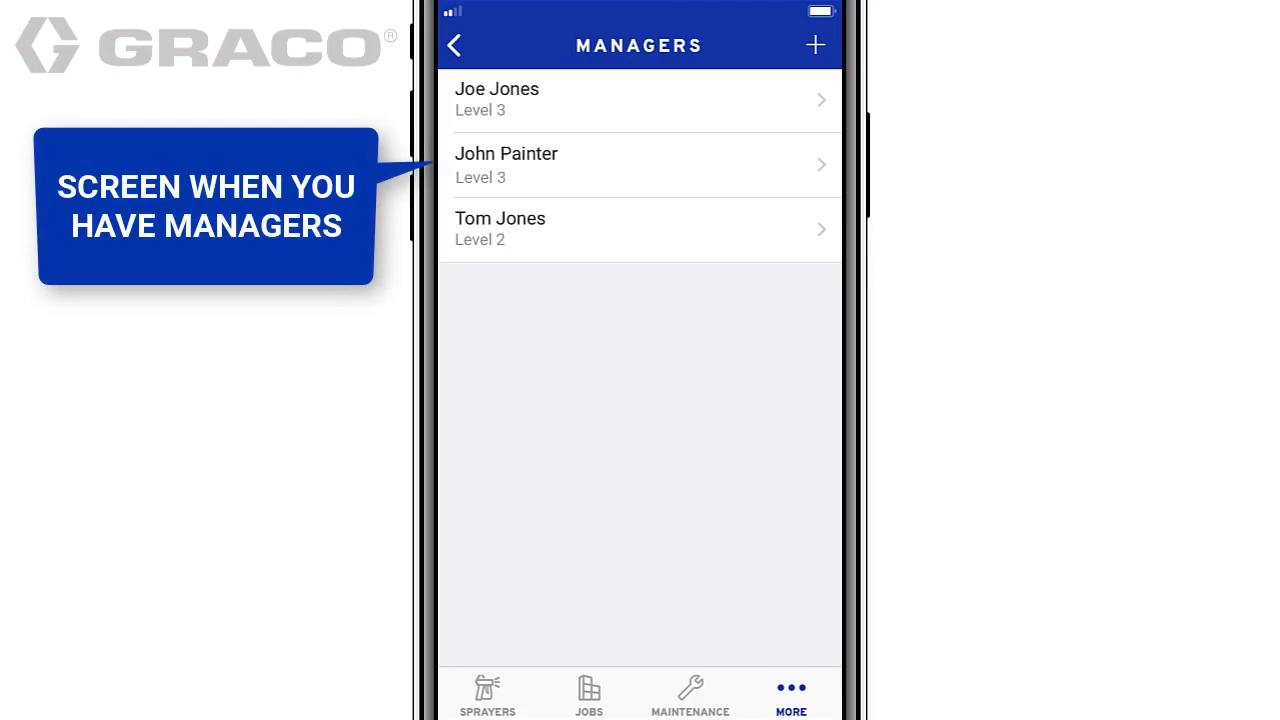 GRACO®
SCREEN WHEN YOU
HAVE MANAGERS
MANAGERS
Joe Jones
Level 3
John Painter
Level 3
Tom Jones
Level 2
SPRAYERS
JOBS
MAINTENANCE
MORE